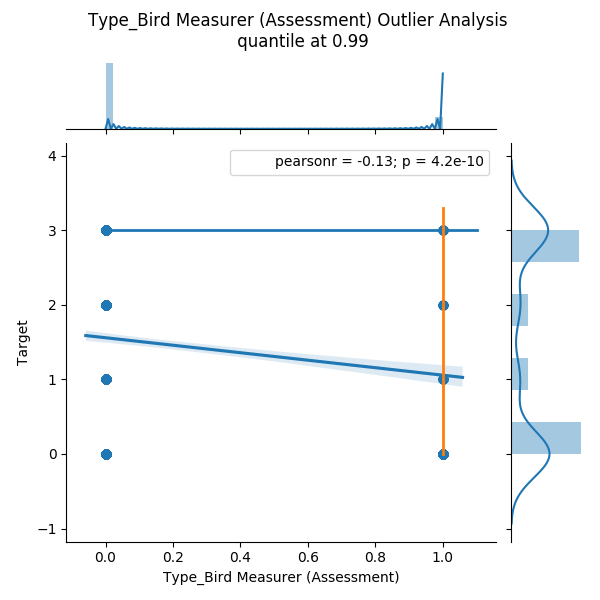 Type_Bird Measurer (Assessment) Outlier Analysis
quantile at 0.99
pearsonr = -0.13; p = 4.2e-10
4
3
2
1
0
−1
Target
0.0 0.2 0.4 0.6 0.8 1.0
Type_Bird Measurer (Assessment)